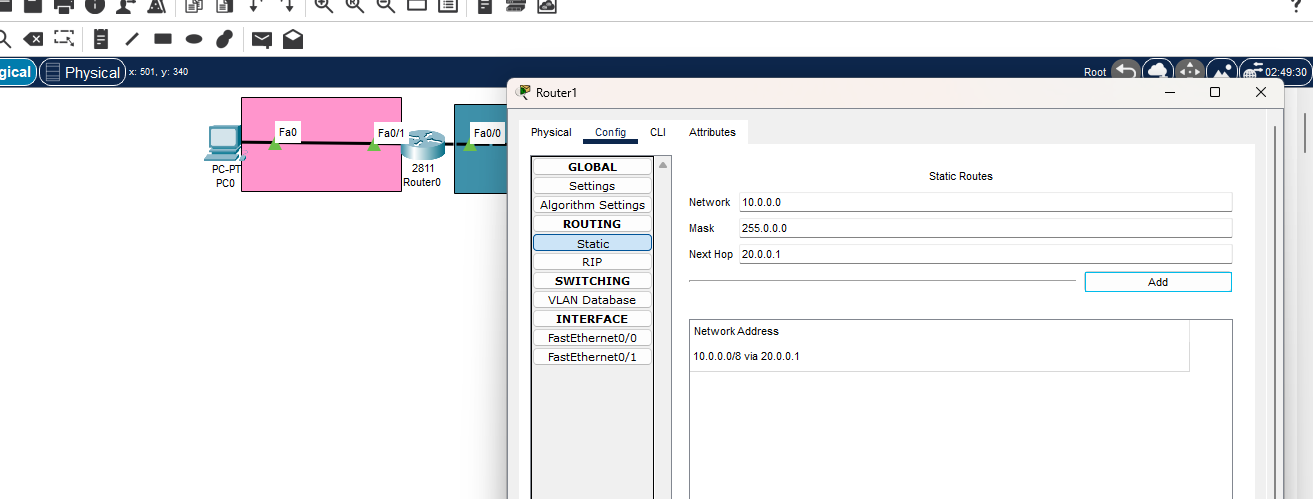 gical Physical x: 501, y: 340 Root 02:49:30
Router1
Physical Config CLI Attributes
GLOBAL
Settings
Algorithm Settings
ROUTING
Static
RIP
SWITCHING
VLAN Database
INTERFACE
FastEthernet0/0
FastEthernet0/1
Static Routes
Network 10.0.0.0
Mask 255.0.0.0
Next Hop 20.0.0.1
Add
Network Address
10.0.0.0/8 via 20.0.0.1
Fa0 Fa0/1 Fa0/0
PC-PT
PC0
2811
Router0